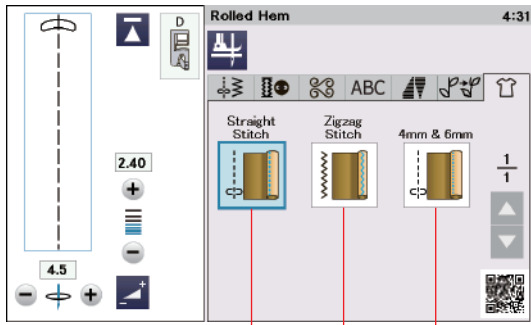 D
2.40
4.5
Rolled Hem 4:31
ABC
Straight
Stitch
Zigzag
Stitch
4mm & 6mm
1
1